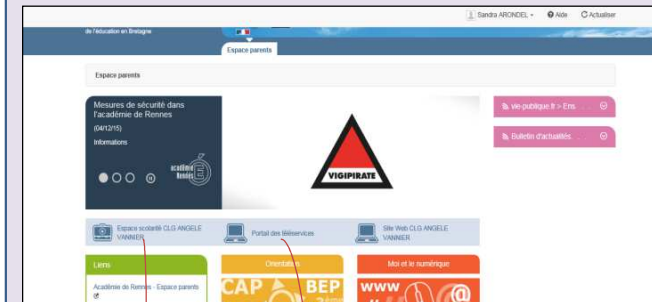 Sandra ARONDEL
Aide
Actualiser
de l'éducation en Bretagne
Espace parents
Espace parents
Mesures de sécurité dans
l'académie de Rennes
(04/12/15)
Informations
académie
Rennes
VIGIPIRATE
vie-publique.fr > Ens. . . .
Bulletin d'actualités. . . .
Espace scolarité CLG ANGELE
VANNIER
Portail des téléservices
Site Web CLG ANGELE
VANNIER
Liens
Académie de Rennes - Espace parents
Orientation
CAP
BEP
Moi et le numérique
www
@